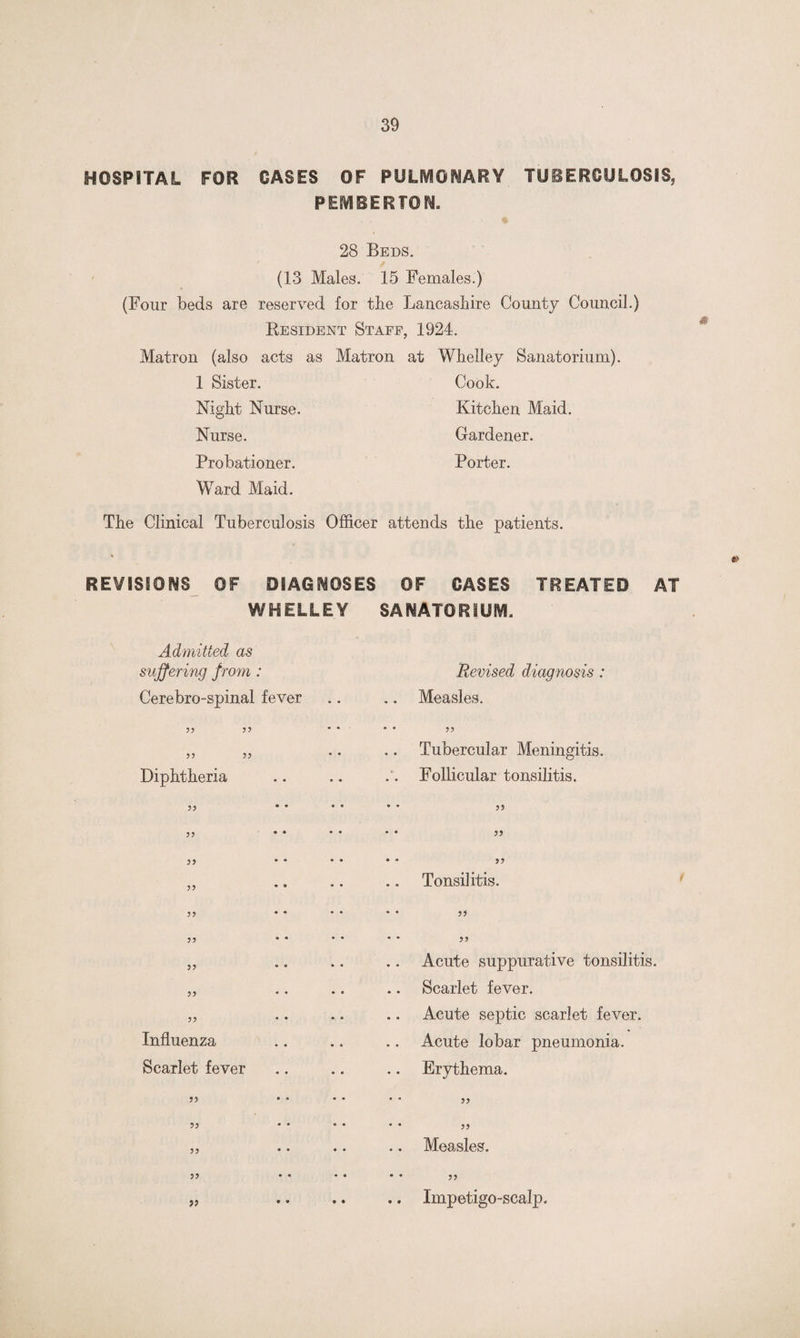 39
HOSPITAL FOR CASES OF PULMONARY TUBERCULOSIS,
PEMBERTON.
28 Beds.
(13 Males. 15 Females.)
(Four beds are reserved for the Lancashire County Council.)
Resident Staff, 1924.
Matron (also acts as Matron at Whelley Sanatorium).
1 Sister. Cook.
Night Nurse. Kitchen Maid.
Nurse. Gardener.
Probationer. Porter.
Ward Maid.
The Clinical Tuberculosis Officer attends the patients.
REVISIONS OF DIAGNOSES OF CASES TREATED AT
WHELLEY SANATORIUM.
Admitted as
suffering from : Revised diagnosis :
Cerebro-spinal fever .. .. Measles.
„ „ .. .. „
„ „ .. .. Tubercular Meningitis.
Diphtheria .. .. .. Follicular tonsilitis.
„ .. .. .. „
„ .. .. .. „
„ .. .. .. „
„ .. .. .. Tonsilitis.
„ .. .. .. „
„ .. .. .. „
„ .. .. .. Acute suppurative tonsilitis.
„ .. .. .. Scarlet fever.
„ .. .. .. Acute septic scarlet fever.
Influenza .. .. .. Acute lobar pneumonia.
Scarlet fever .. .. .. Erythema.
„ .. .. .. „
„ .. .. .. „
„ .. .. .. Measles.
„ .. .. .. „
„ .. .. .. Impetigo-scalp.